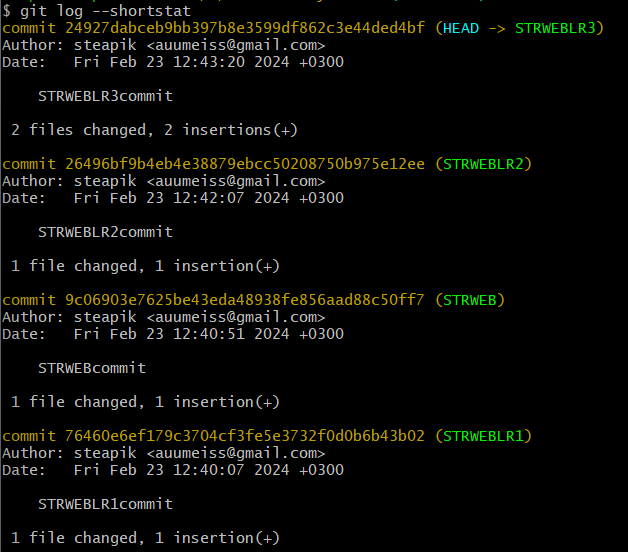 $ git log --shortstat
commit 24927dabceb9bb397b8e3599df862c3e44ded4bf (HEAD -> STRWEBLR3)
Author: steapik <auumeiss@gmail.com>
Date:   Fri Feb 23 12:43:20 2024 +0300
    STRWEBLR3commit
 2 files changed, 2 insertions(+)
commit 26496bf9b4eb4e38879ebcc50208750b975e12ee (STRWEBLR2)
Author: steapik <auumeiss@gmail.com>
Date:   Fri Feb 23 12:42:07 2024 +0300
    STRWEBLR2commit
 1 file changed, 1 insertion(+)
commit 9c06903e7625be43eda48938fe856aad88c50ff7 (STRWEB)
Author: steapik <auumeiss@gmail.com>
Date:   Fri Feb 23 12:40:51 2024 +0300
    STRWEBcommit
 1 file changed, 1 insertion(+)
commit 76460e6ef179c3704cf3fe5e3732f0d0b6b43b02 (STRWEBLR1)
Author: steapik <auumeiss@gmail.com>
Date:   Fri Feb 23 12:40:07 2024 +0300
    STRWEBLR1commit
 1 file changed, 1 insertion(+)